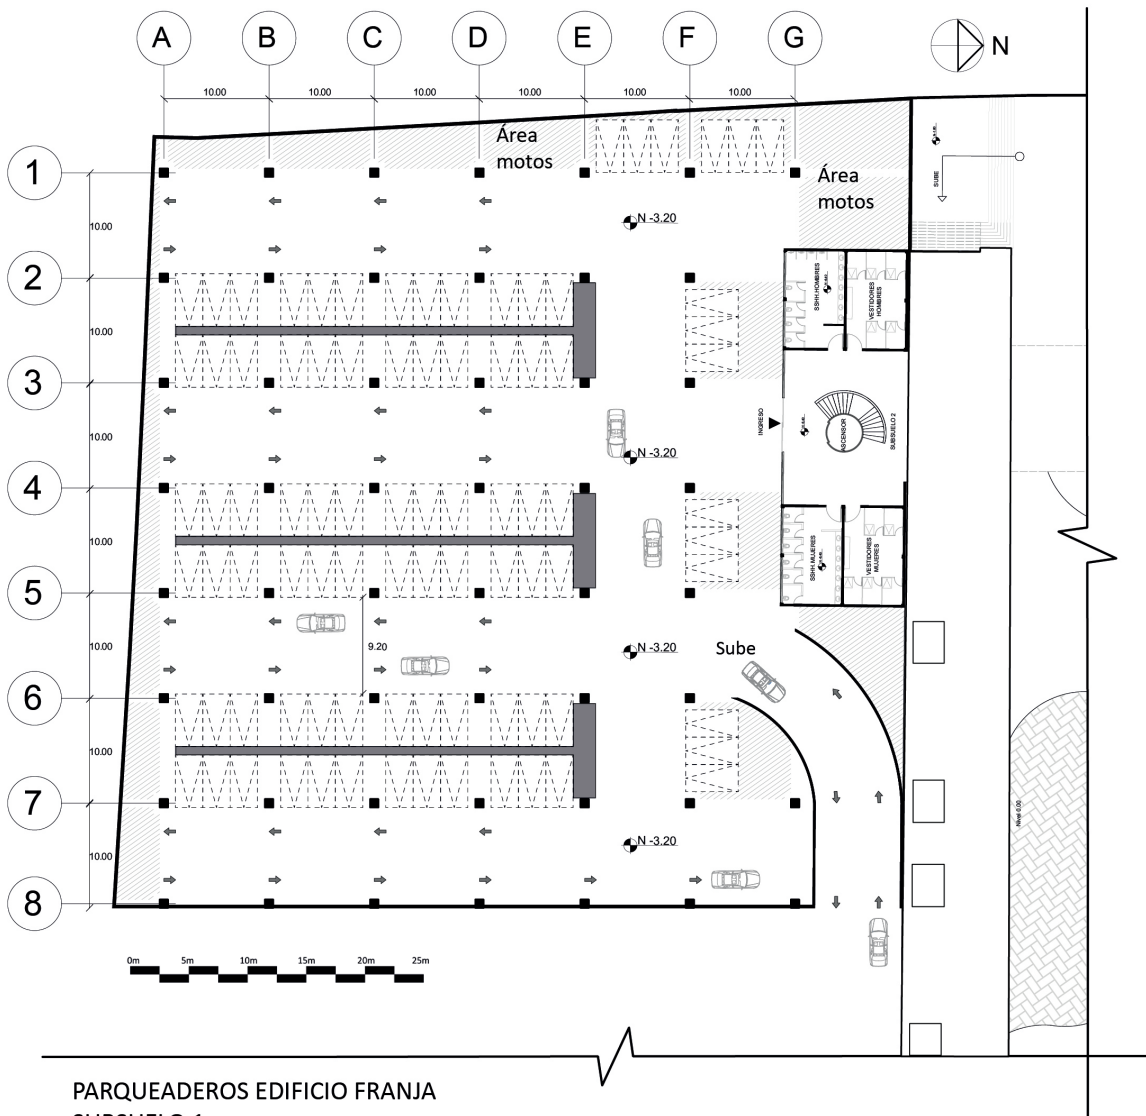 A B C D E F G
N
10.00 10.00 10.00 10.00 10.00 10.00
Área
motos
1
Área
motos
SUBE
10.00
N -3.20
2
SSHH.HOMBRES
VESTIDORES
HOMBRES
10.00
3
INGRESO
ASCENSOR
SUBSUELO 2
10.00
N -3.20
4
10.00
SSHH.MUJERES
VESTIDORES
MUJERES
5
10.00
9.20
N -3.20
Sube
6
10.00
7
Nivel 0.00
10.00
N -3.20
8
0m 5m 10m 15m 20m 25m
PARQUEADEROS EDIFICIO FRANJA